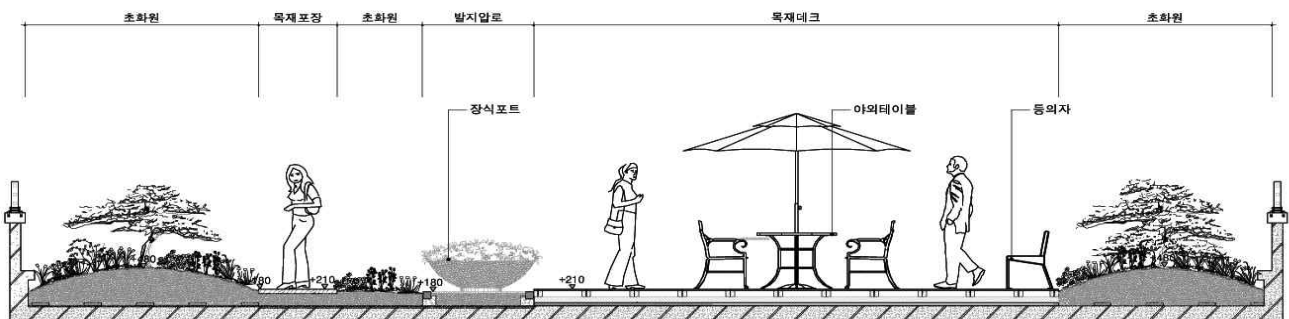 초화원
목재포장
초화원
발지압로
목재데크
초화원
장식포트
야외테이블
등의자
+210
+180
+210